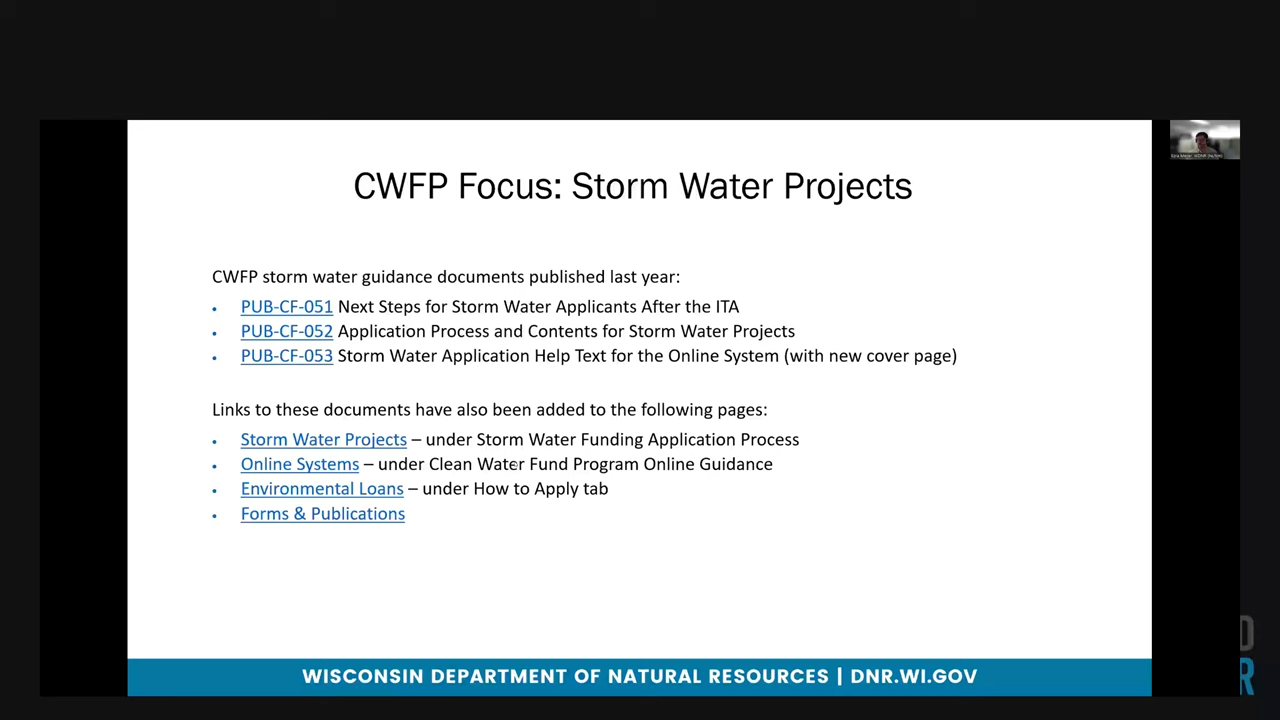 CWFP Focus: Storm Water Projects
CWFP storm water guidance documents published last year:
• PUB-CF-051 Next Steps for Storm Water Applicants After the ITA
• PUB-CF-052 Application Process and Contents for Storm Water Projects
• PUB-CF-053 Storm Water Application Help Text for the Online System (with new cover page)
Links to these documents have also been added to the following pages:
• Storm Water Projects – under Storm Water Funding Application Process
• Online Systems – under Clean Water Fund Program Online Guidance
• Environmental Loans – under How to Apply tab
• Forms & Publications
WISCONSIN DEPARTMENT OF NATURAL RESOURCES | DNR.WI.GOV
D
R